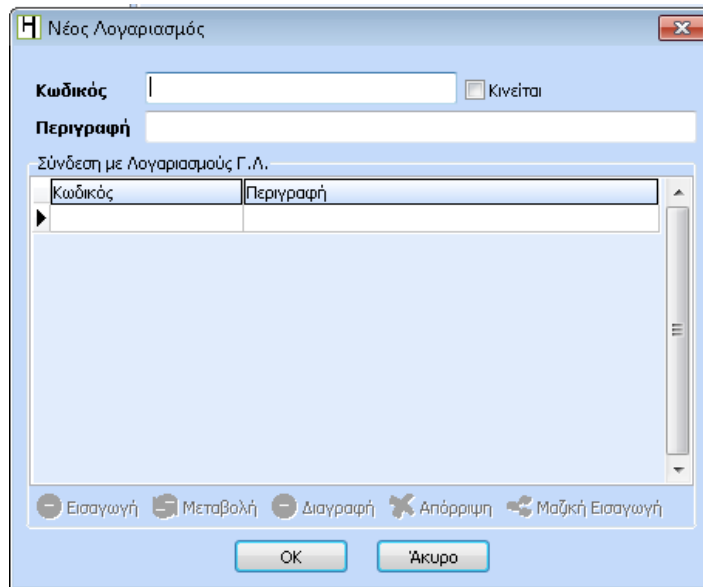 Νέος Λογαριασμός
Κωδικός Κινείται
Περιγραφή
Σύνδεση με Λογαριασμούς Γ.Λ.
Κωδικός Περιγραφή
Εισαγωγή Μεταβολή Διαγραφή Απόρριψη Μαζική Εισαγωγή
OK Άκυρο